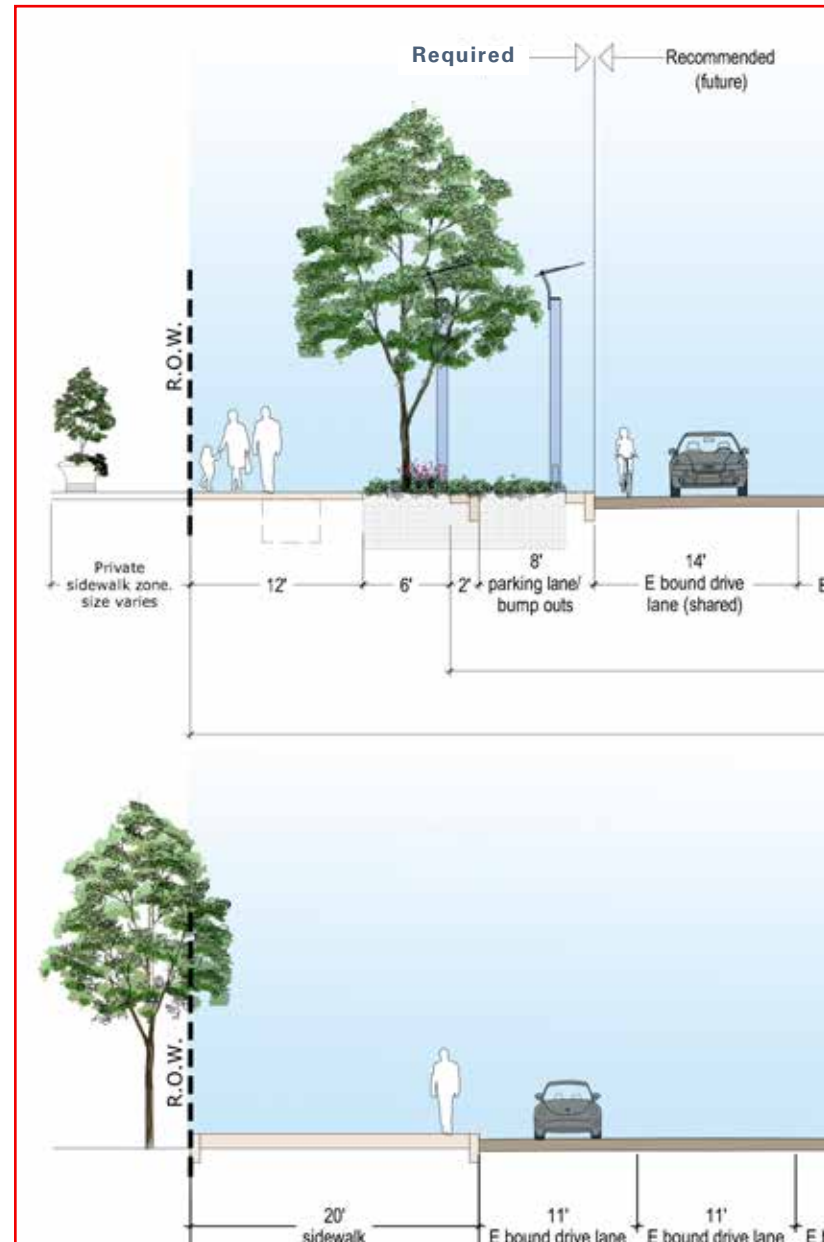 Required
Recommended
(future)
R.O.W.
Private
sidewalk zone.
size varies
12'
6'
2'
8'
parking lane/
bump outs
14'
E bound drive
lane (shared)
E
R.O.W.
20'
sidewalk
11'
E bound drive lane
11'
E bound drive lane
E